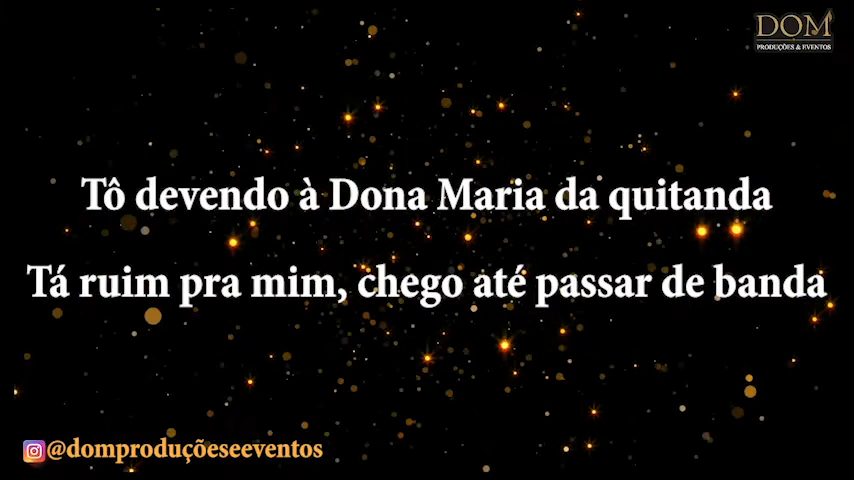 DOM
PRODUÇÕES & EVENTOS
Tô devendo à Dona Maria da quitanda
Tá ruim pra mim, chego até passar de banda
@domproduçõeseeventos